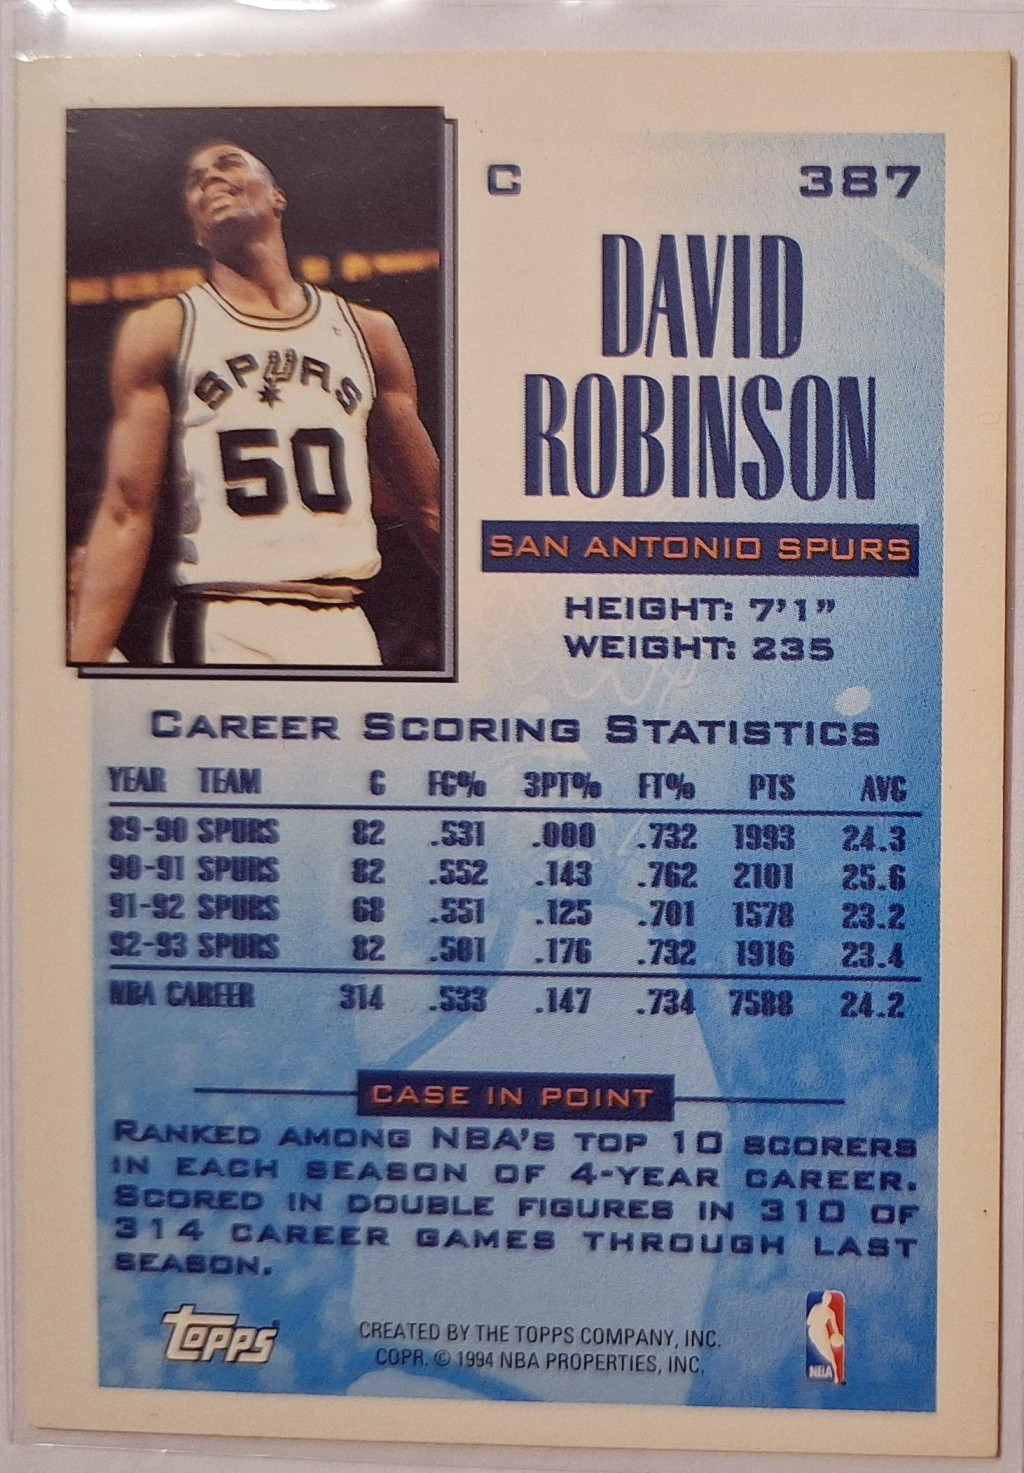 SPURS
50
C 387
DAVID
ROBINSON
SAN ANTONIO SPURS
HEIGHT: 7'1"
WEIGHT: 235
CAREER SCORING STATISTICS
YEAR TEAM G FG% 3PT% FT% PTS AVG
89-90 SPURS 82 .531 .000 .732 1993 24.3
90-91 SPURS 82 .552 .143 .762 2101 25.6
91-92 SPURS 68 .551 .125 .701 1578 23.2
92-93 SPURS 82 .501 .176 .732 1916 23.4
NBA CAREER 314 .533 .147 .734 7588 24.2
CASE IN POINT
RANKED AMONG NBA'S TOP 10 SCORERS
IN EACH SEASON OF 4-YEAR CAREER.
SCORED IN DOUBLE FIGURES IN 310 OF
314 CAREER GAMES THROUGH LAST
SEASON.
TOPPS
CREATED BY THE TOPPS COMPANY, INC.
COPR. © 1994 NBA PROPERTIES, INC.
NBA